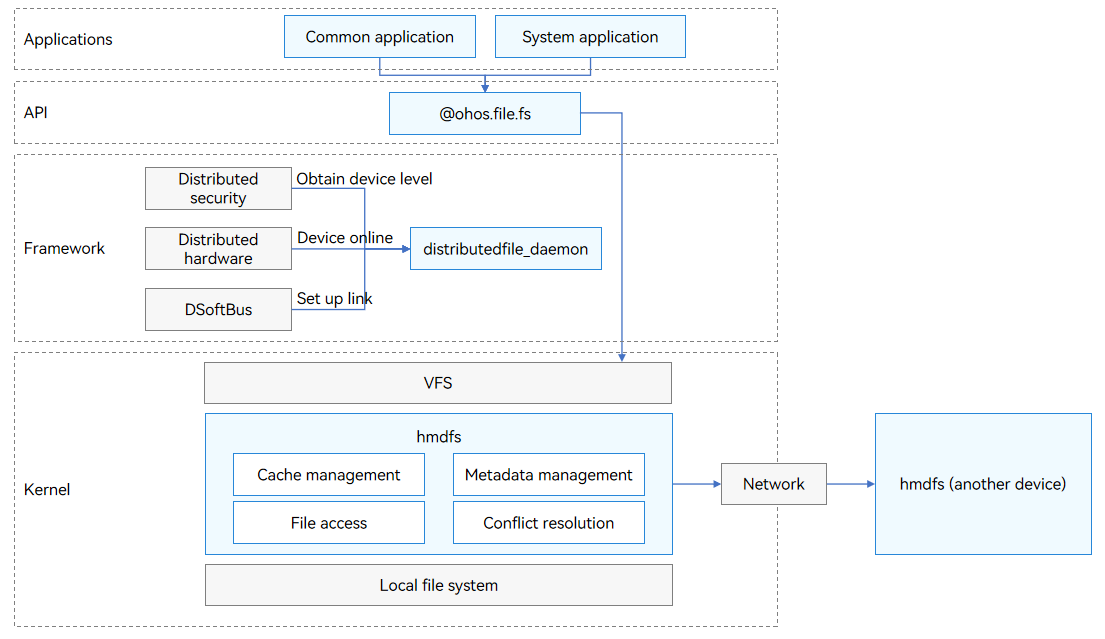 Applications
Common application
System application
API
@ohos.file.fs
Framework
Distributed
security
Obtain device level
Distributed
hardware
Device online
distributedfile_daemon
DSoftBus
Set up link
Kernel
VFS
hmdfs
Cache management
Metadata management
File access
Conflict resolution
Network
hmdfs (another device)
Local file system